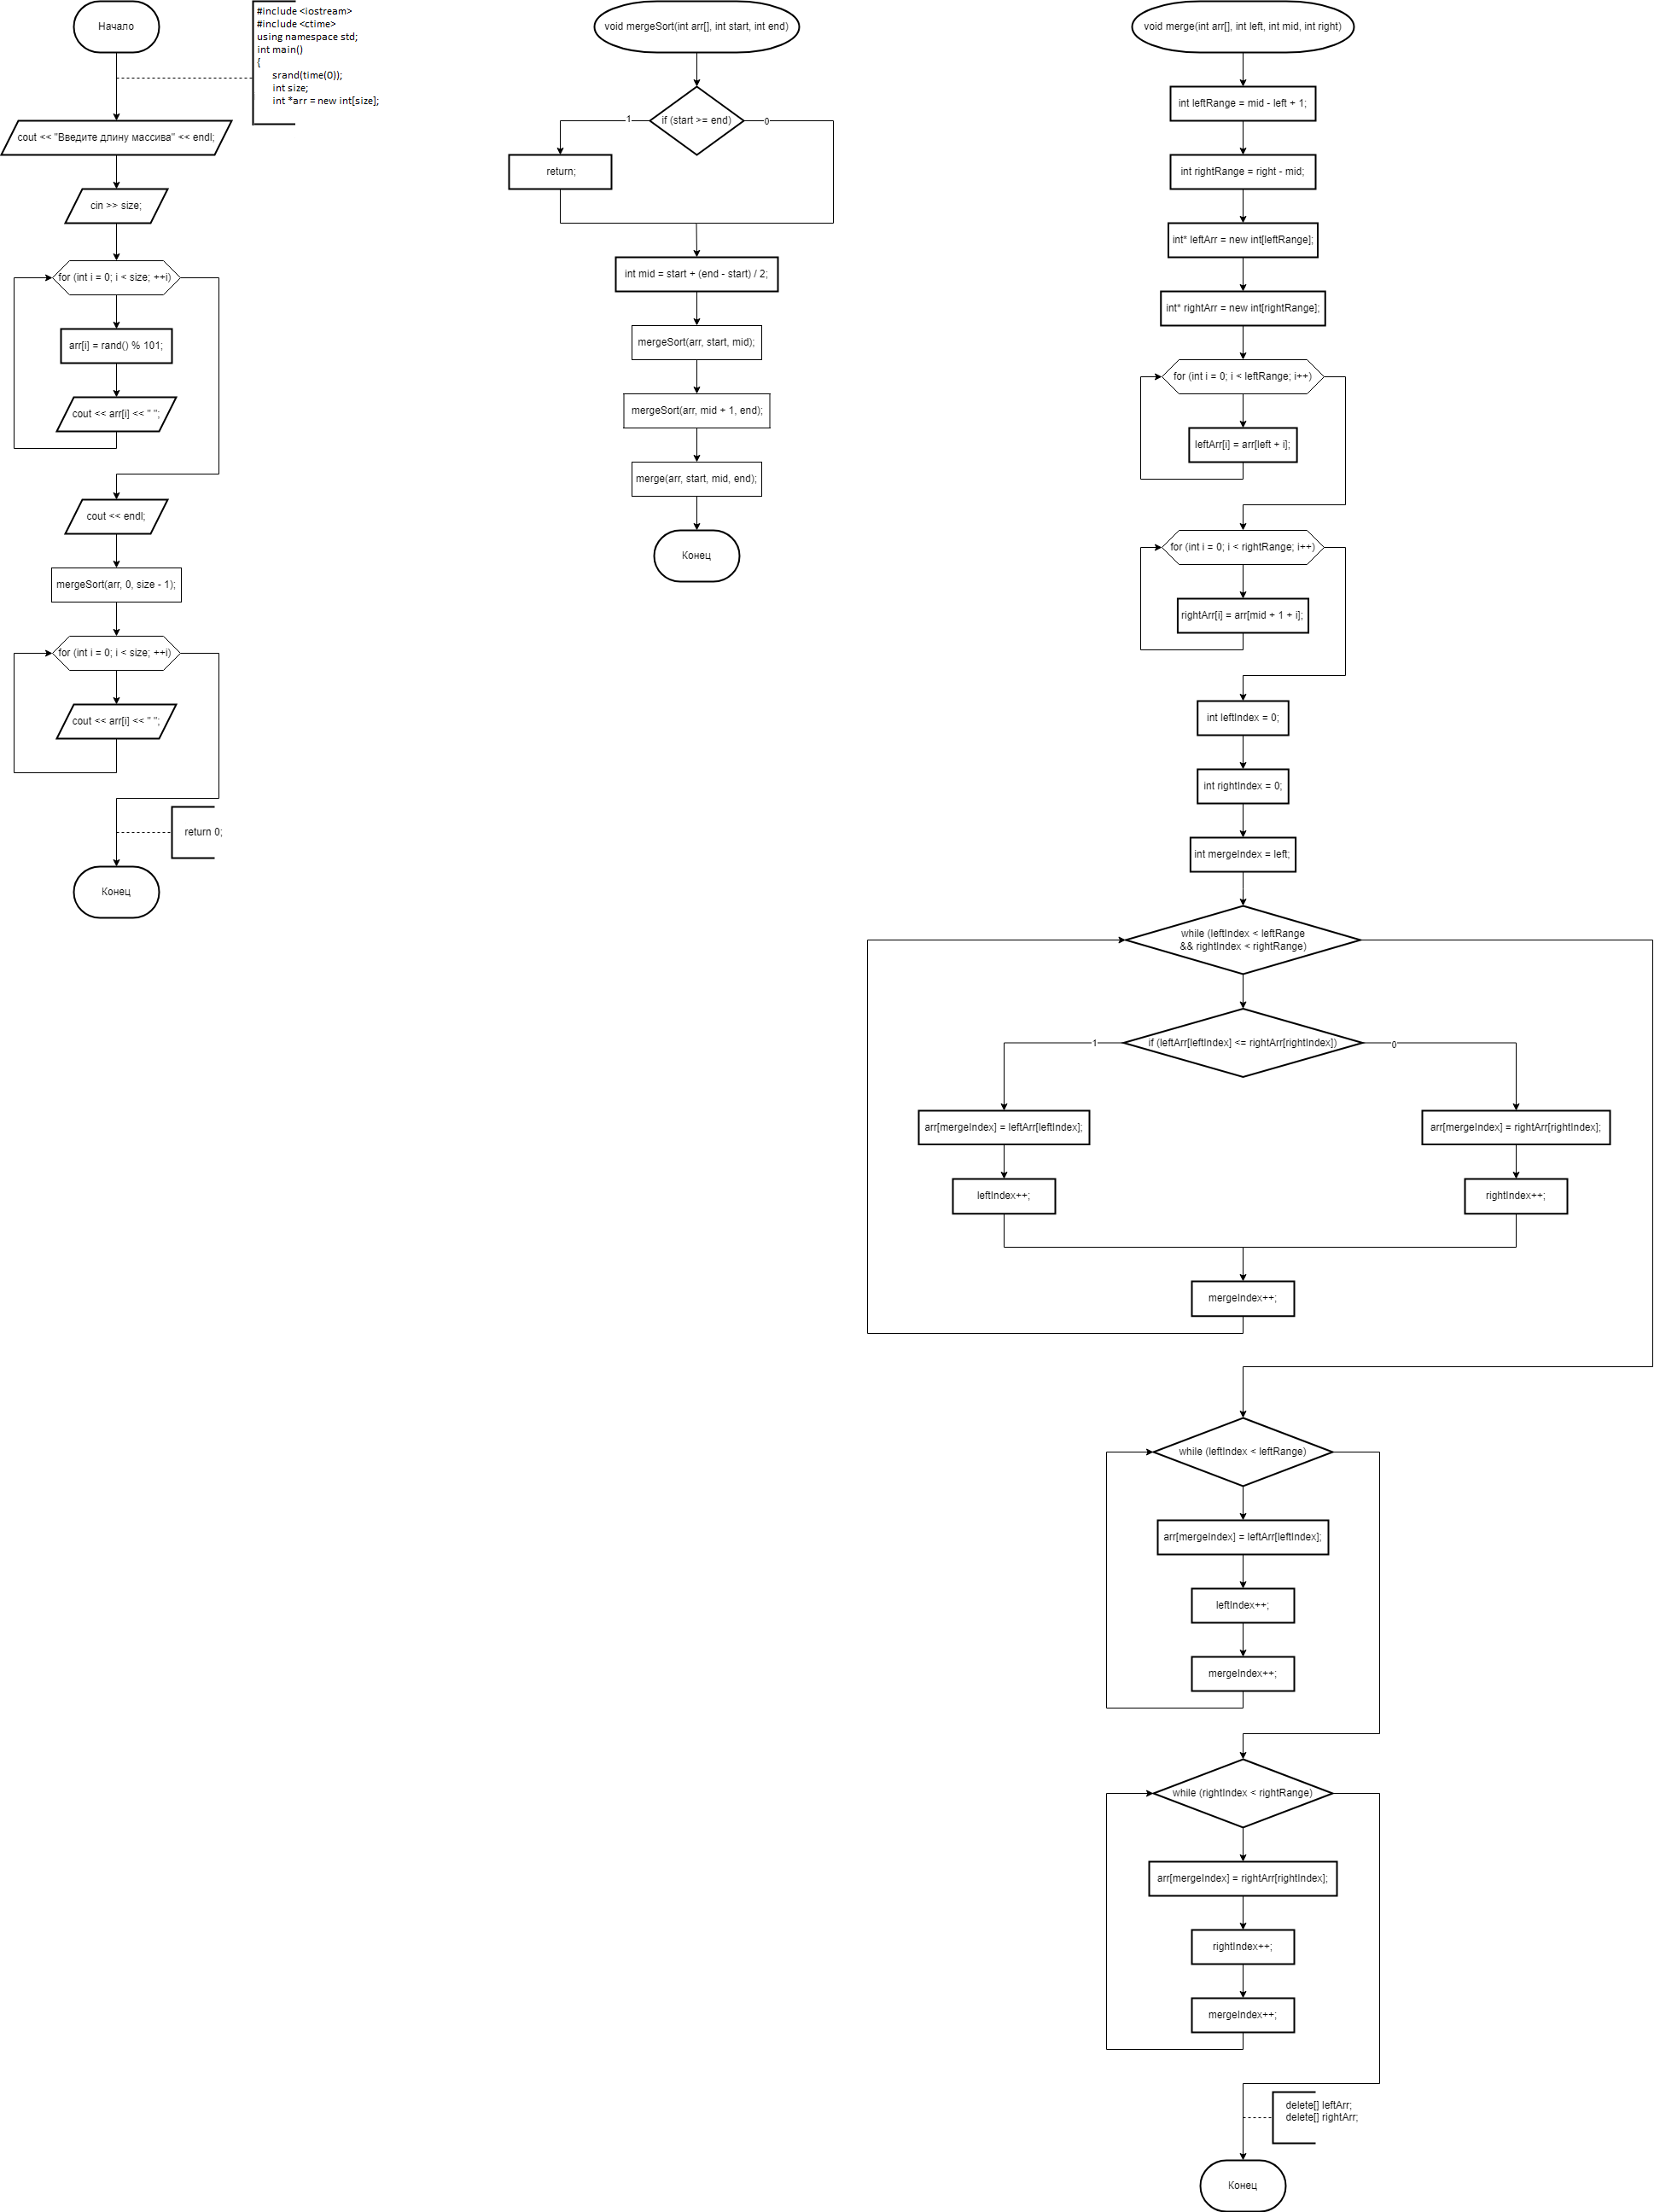 Начало
#include <iostream>
#include <ctime>
using namespace std;
int main()
{
srand(time(0));
int size;
int *arr = new int[size];
cout << "Введите длину массива" << endl;
cin >> size;
for (int i = 0; i < size; ++i)
arr[i] = rand() % 101;
cout << arr[i] << " ";
cout << endl;
mergeSort(arr, 0, size - 1);
for (int i = 0; i < size; ++i)
cout << arr[i] << " ";
return 0;
Конец
void mergeSort(int arr[], int start, int end)
if (start >= end)
1
0
return;
int mid = start + (end - start) / 2;
mergeSort(arr, start, mid);
mergeSort(arr, mid + 1, end);
merge(arr, start, mid, end);
Конец
void merge(int arr[], int left, int mid, int right)
int leftRange = mid - left + 1;
int rightRange = right - mid;
int* leftArr = new int[leftRange];
int* rightArr = new int[rightRange];
for (int i = 0; i < leftRange; i++)
leftArr[i] = arr[left + i];
for (int i = 0; i < rightRange; i++)
rightArr[i] = arr[mid + 1 + i];
int leftIndex = 0;
int rightIndex = 0;
int mergeIndex = left;
while (leftIndex < leftRange
&& rightIndex < rightRange)
if (leftArr[leftIndex] <= rightArr[rightIndex])
1
0
arr[mergeIndex] = leftArr[leftIndex];
arr[mergeIndex] = rightArr[rightIndex];
leftIndex++;
rightIndex++;
mergeIndex++;
while (leftIndex < leftRange)
arr[mergeIndex] = leftArr[leftIndex];
leftIndex++;
mergeIndex++;
while (rightIndex < rightRange)
arr[mergeIndex] = rightArr[rightIndex];
rightIndex++;
mergeIndex++;
delete[] leftArr;
delete[] rightArr;
Конец